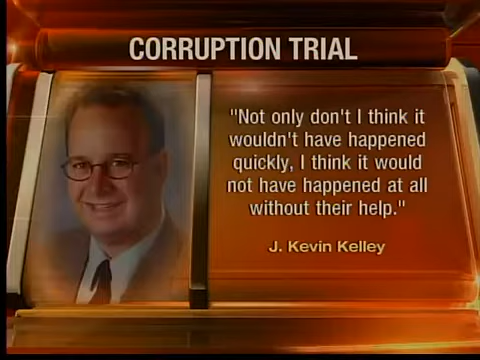 CORRUPTION TRIAL
"Not only don't I think it
wouldn't have happened
quickly, I think it would
not have happened at all
without their help."
J. Kevin Kelley